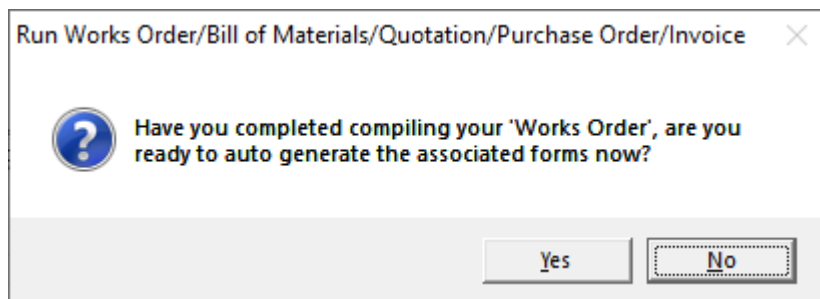 Run Works Order/Bill of Materials/Quotation/Purchase Order/Invoice
Have you completed compiling your 'Works Order', are you
ready to auto generate the associated forms now?
Yes
No